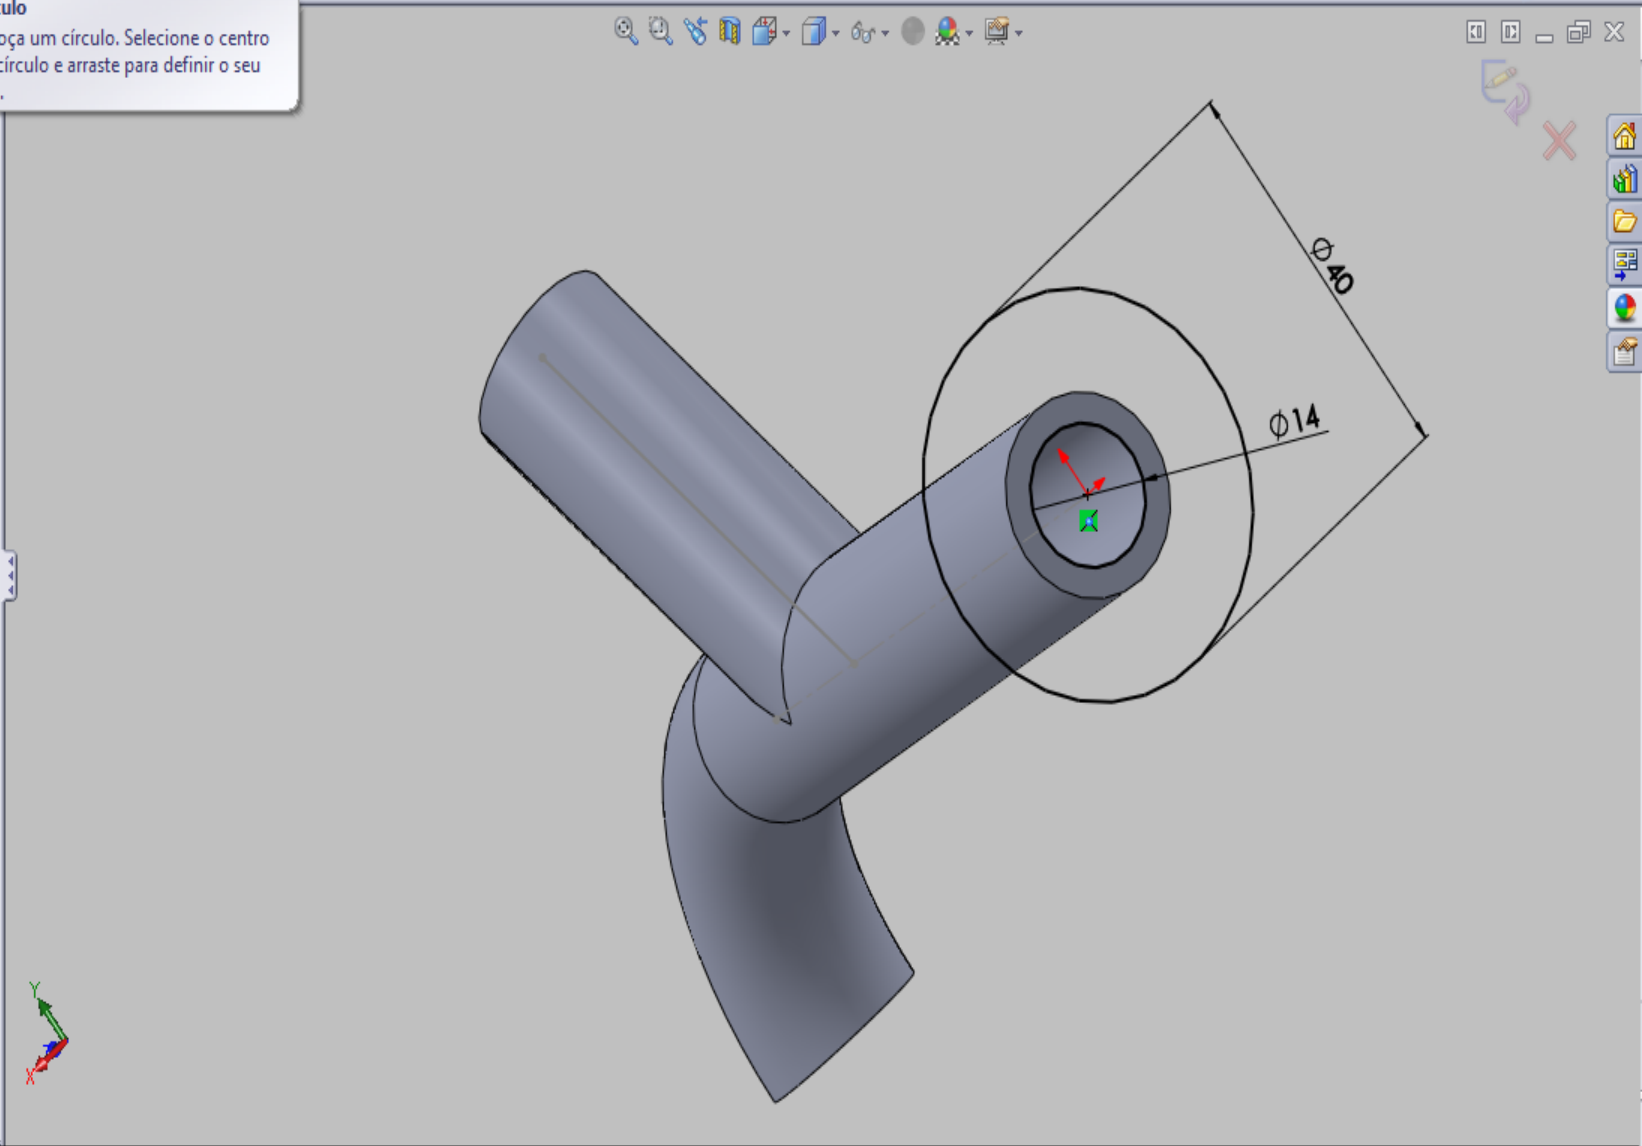 ulo
oça um círculo. Selecione o centro
círculo e arraste para definir o seu
.
Ø40
Ø14
Y
X